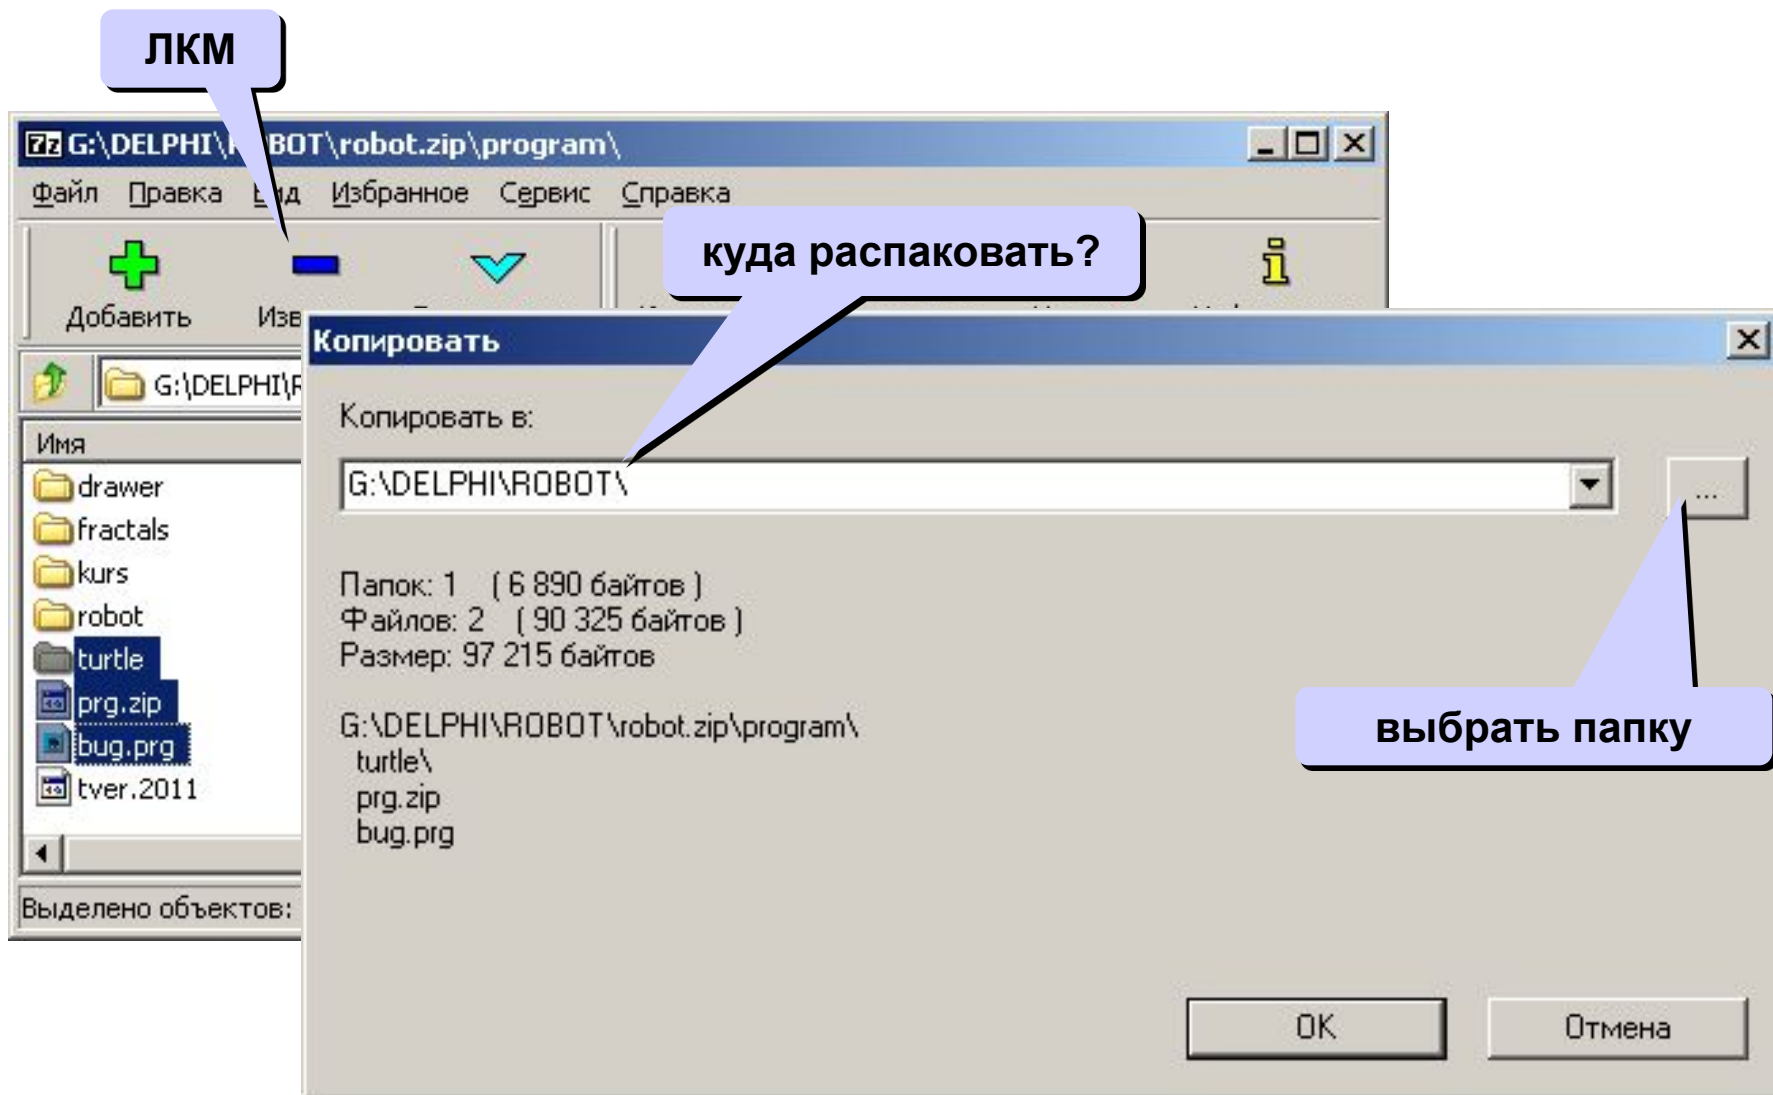 ЛКМ
G:\DELPHI\ROBOT\robot.zip\program\
Файл Правка Вид Избранное Сервис Справка
куда распаковать?
Добавить
Копировать
G:\DELPHI\R
Копировать в:
Имя
G:\DELPHI\ROBOT\
...
drawer
fractals
kurs
robot
turtle
prg.zip
bug.prg
tver.2011
Папок: 1 ( 6 890 байтов )
Файлов: 2 ( 90 325 байтов )
Размер: 97 215 байтов
G:\DELPHI\ROBOT\robot.zip\program\
turtle\
prg.zip
bug.prg
выбрать папку
Выделено объектов:
OK
Отмена